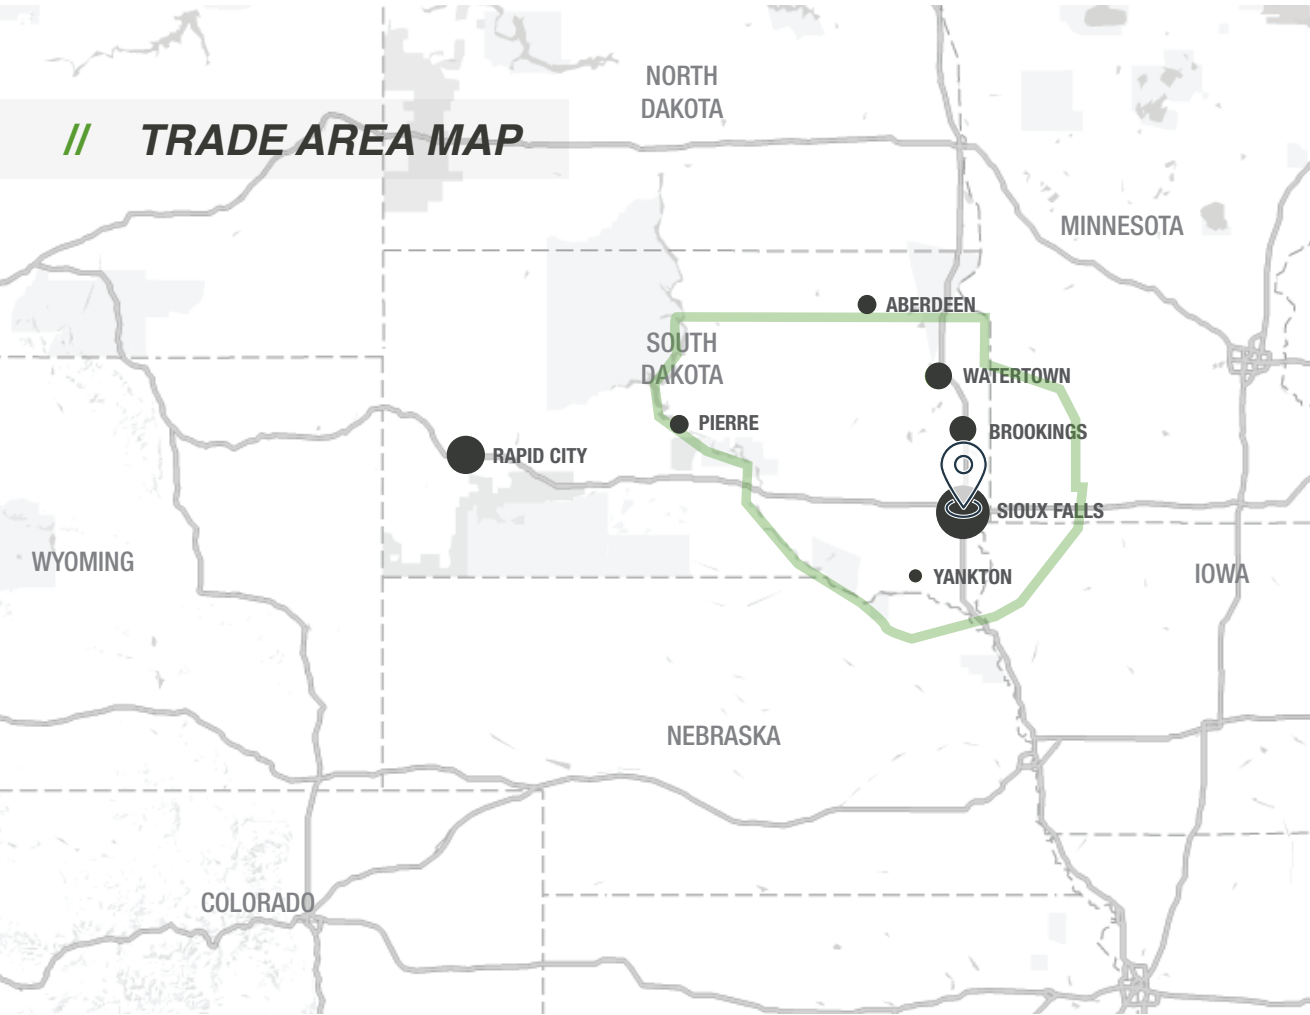 NORTH
DAKOTA
// TRADE AREA MAP
MINNESOTA
ABERDEEN
SOUTH
DAKOTA
WATERTOWN
PIERRE
BROOKINGS
RAPID CITY
SIOUX FALLS
WYOMING
YANKTON
IOWA
NEBRASKA
COLORADO